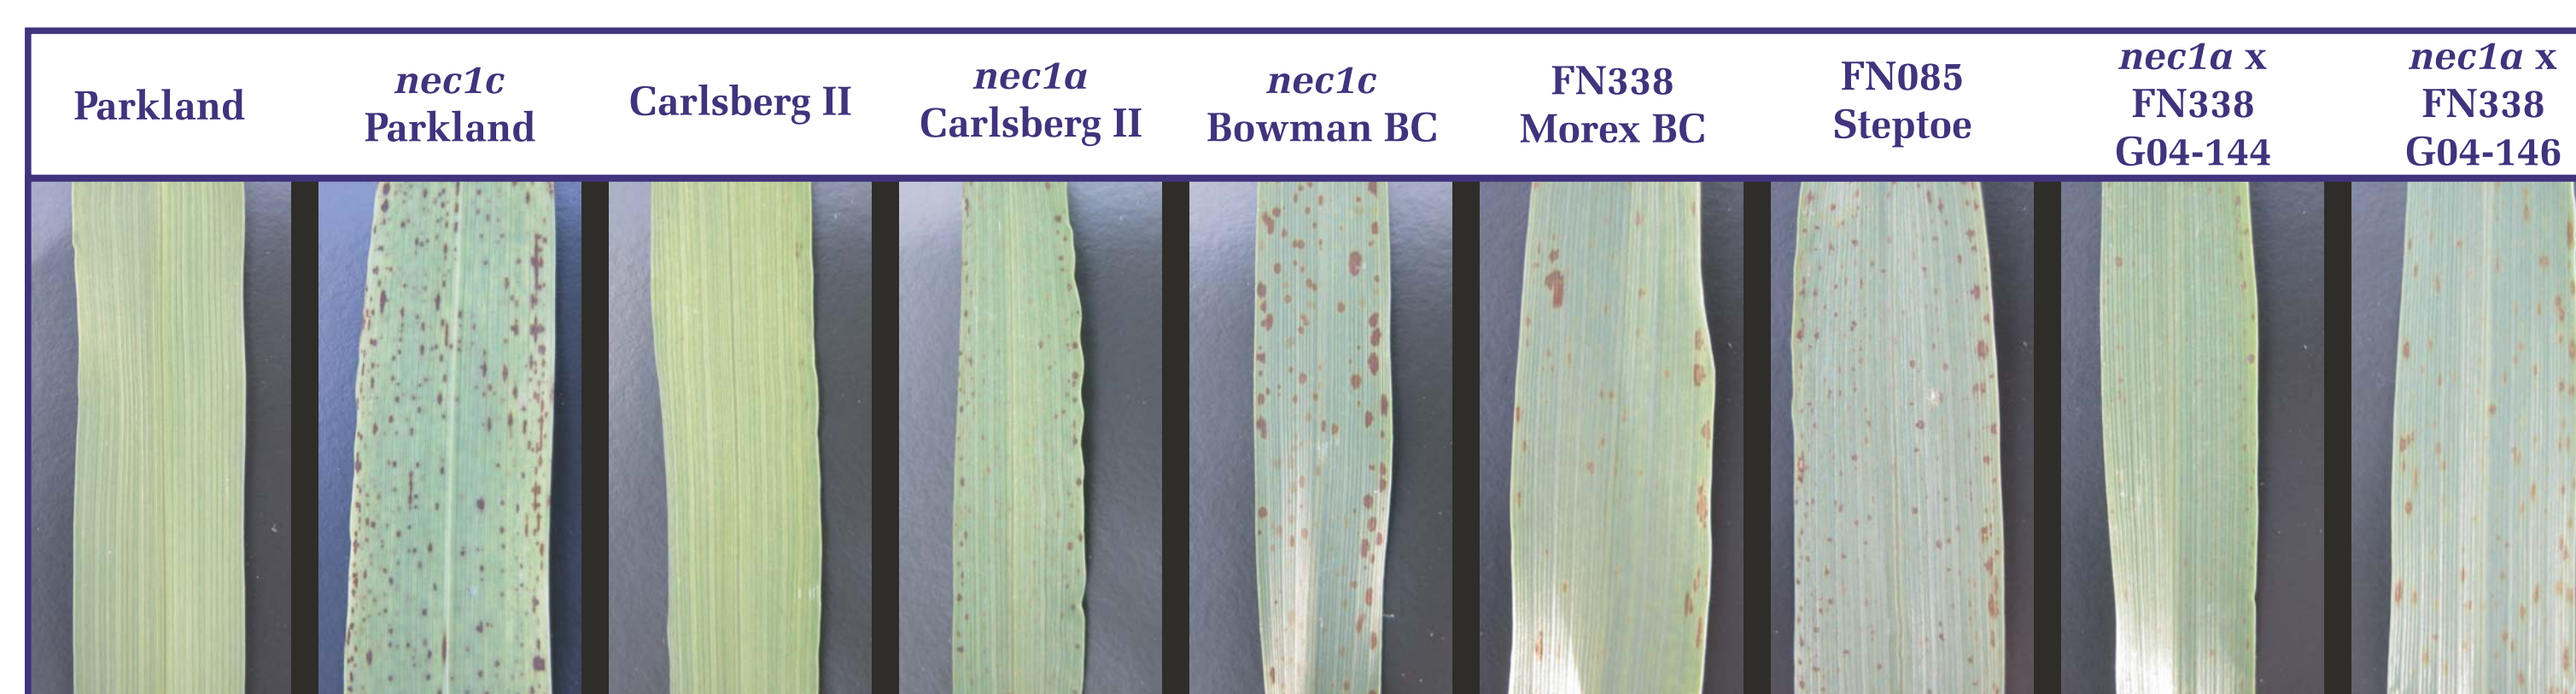 Parkland
nec1c
Parkland
Carlsberg II
nec1a
Carlsberg II
nec1c
Bowman BC
FN338
Morex BC
FN085
Steptoe
nec1a x
FN338
G04-144
nec1a x
FN338
G04-146